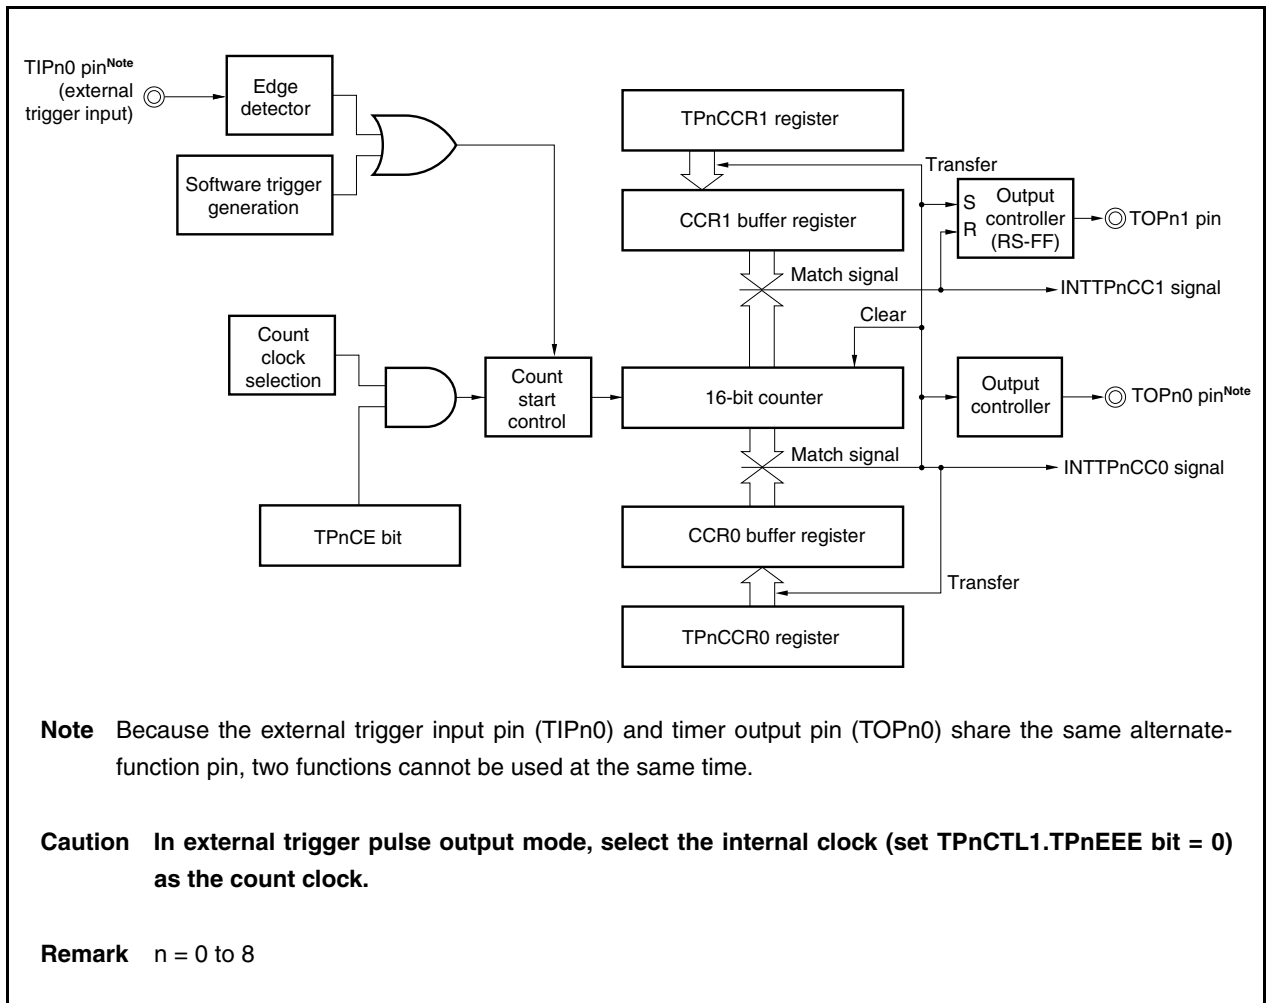 TIPn0 pinNote
(external
trigger input)
Edge
detector
Software trigger
generation
TPnCCR1 register
Transfer
CCR1 buffer register
S
R
Output
controller
(RS-FF)
TOPn1 pin
Match signal
INTTPnCC1 signal
Clear
Count
clock
selection
Count
start
control
16-bit counter
Output
controller
TOPn0 pinNote
Match signal
INTTPnCC0 signal
TPnCE bit
CCR0 buffer register
Transfer
TPnCCR0 register
Note Because the external trigger input pin (TIPn0) and timer output pin (TOPn0) share the same alternate-
function pin, two functions cannot be used at the same time.
Caution In external trigger pulse output mode, select the internal clock (set TPnCTL1.TPnEEE bit = 0)
as the count clock.
Remark n = 0 to 8